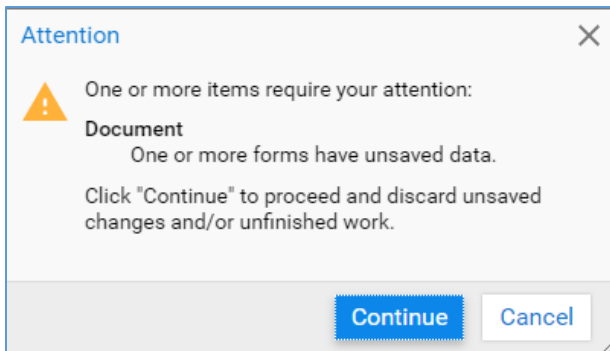 Attention
One or more items require your attention:
Document
One or more forms have unsaved data.
Click "Continue" to proceed and discard unsaved
changes and/or unfinished work.
Continue Cancel